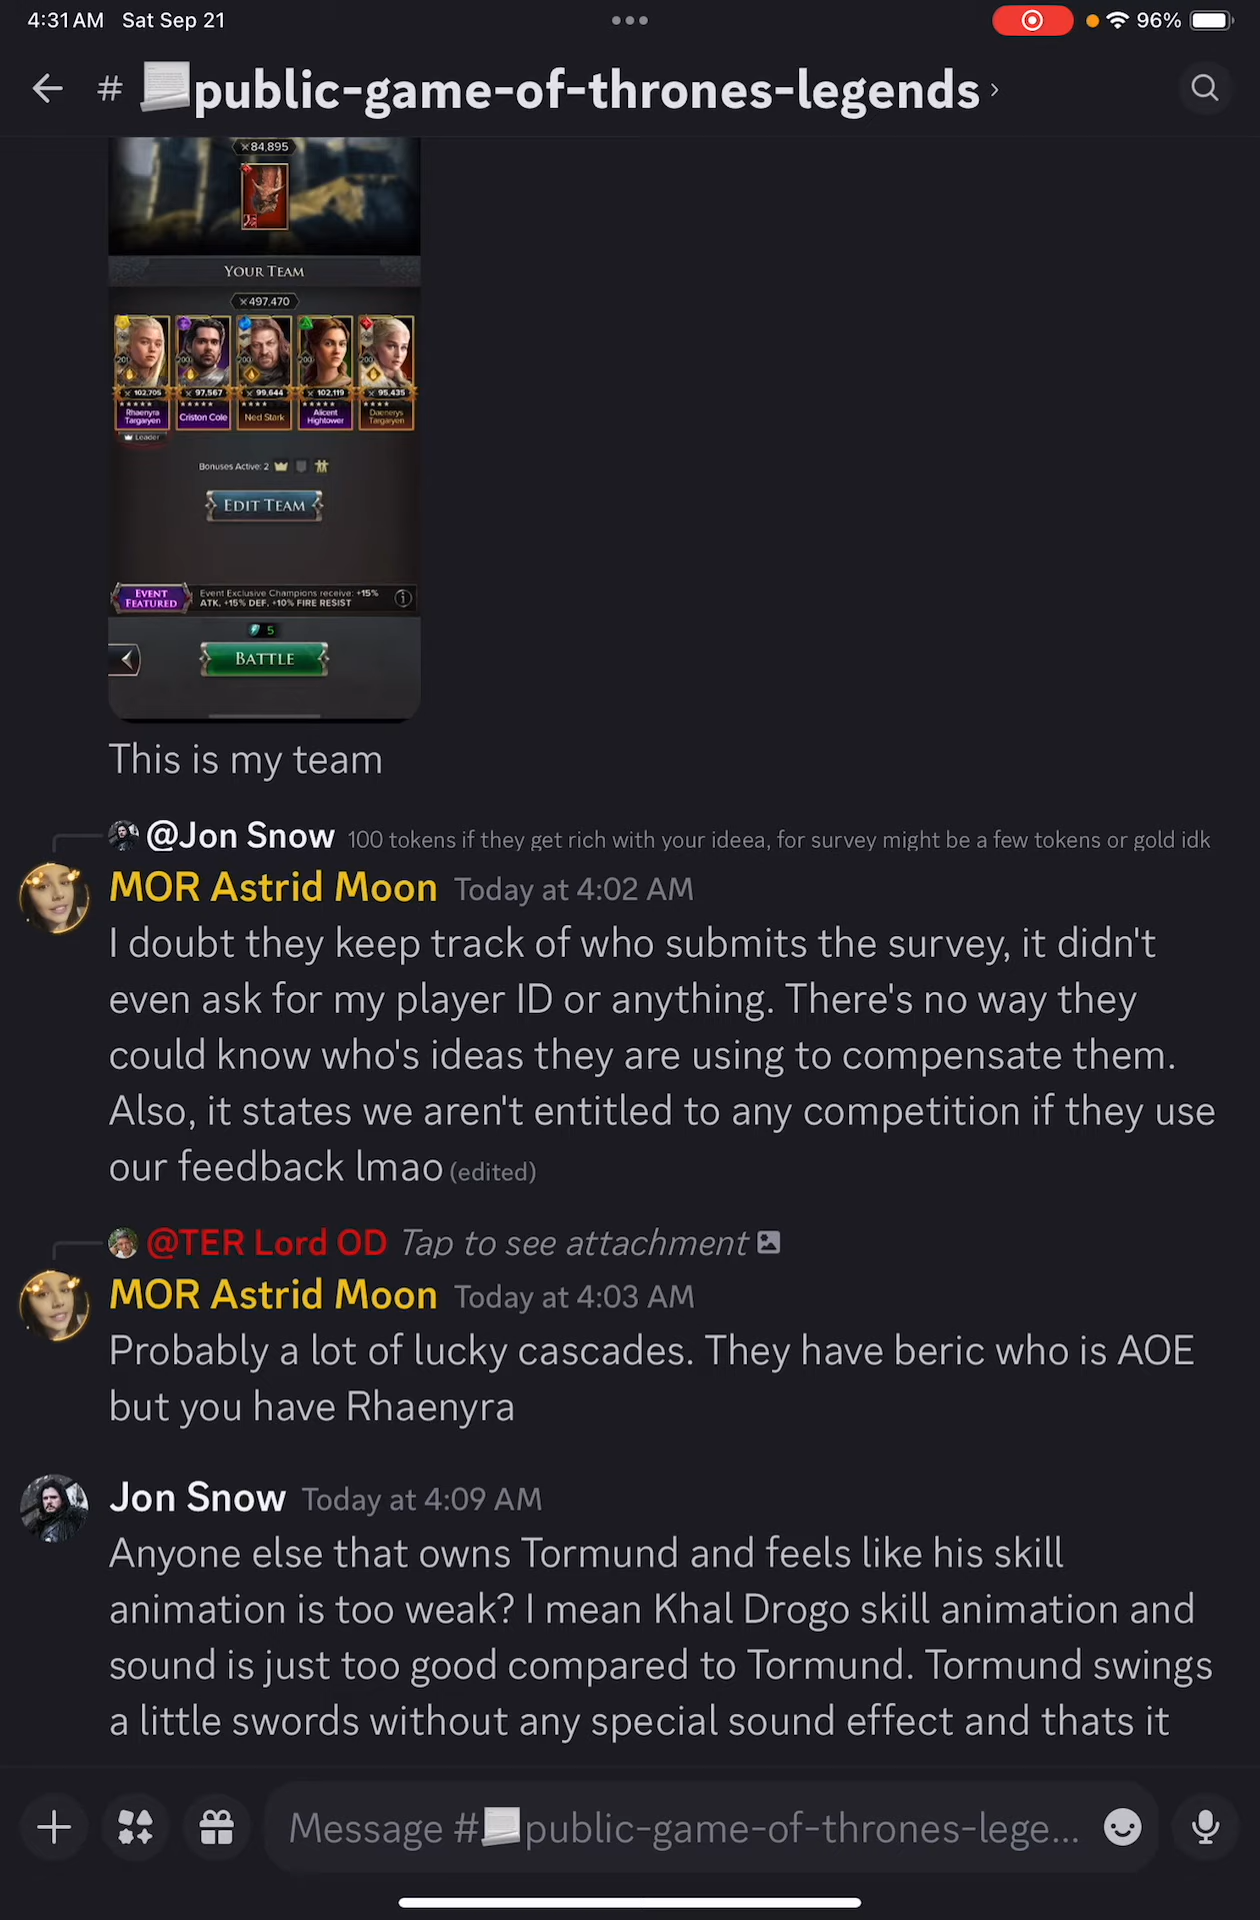 4:31 AM Sat Sep 21
96%
# public-game-of-thrones-legends
84,895
YOUR TEAM
497,470
201 200 200 200 200
102,705 97,567 99,644 102,119 95,435
Rhaenyra Targaryen Criston Cole Ned Stark Alicent Hightower Daenerys Targaryen
Leader
Bonuses Active: 2
EDIT TEAM
EVENT FEATURED
Event Exclusive Champions receive: +15%
ATK, +15% DEF, +10% FIRE RESIST
5
BATTLE
This is my team
@Jon Snow 100 tokens if they get rich with your ideea, for survey might be a few tokens or gold idk
MOR Astrid Moon Today at 4:02 AM
I doubt they keep track of who submits the survey, it didn't
even ask for my player ID or anything. There's no way they
could know who's ideas they are using to compensate them.
Also, it states we aren't entitled to any competition if they use
our feedback lmao (edited)
@TER Lord OD Tap to see attachment
MOR Astrid Moon Today at 4:03 AM
Probably a lot of lucky cascades. They have beric who is AOE
but you have Rhaenyra
Jon Snow Today at 4:09 AM
Anyone else that owns Tormund and feels like his skill
animation is too weak? I mean Khal Drogo skill animation and
sound is just too good compared to Tormund. Tormund swings
a little swords without any special sound effect and thats it
Message #public-game-of-thrones-lege...